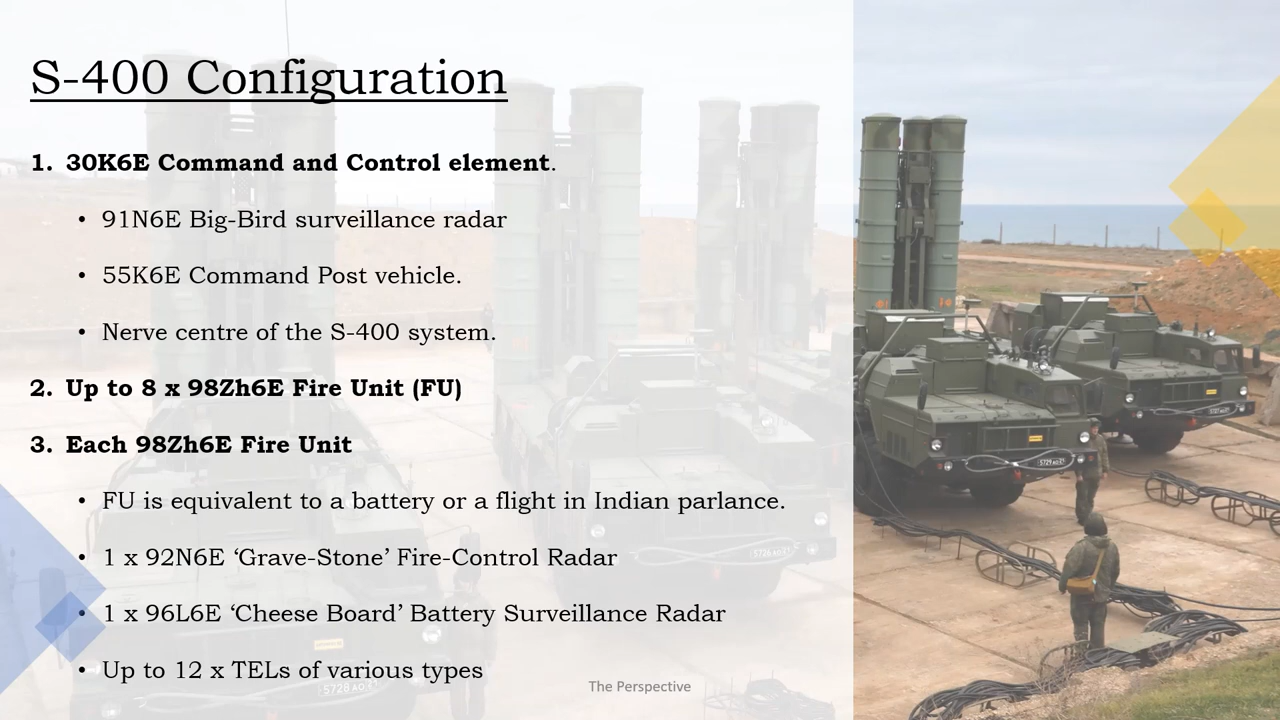 S-400 Configuration
1. 30K6E Command and Control element.
• 91N6E Big-Bird surveillance radar
• 55K6E Command Post vehicle.
• Nerve centre of the S-400 system.
2. Up to 8 x 98Zh6E Fire Unit (FU)
3. Each 98Zh6E Fire Unit
• FU is equivalent to a battery or a flight in Indian parlance.
• 1 x 92N6E ‘Grave-Stone’ Fire-Control Radar
• 1 x 96L6E ‘Cheese Board’ Battery Surveillance Radar
• Up to 12 x TELs of various types
The Perspective